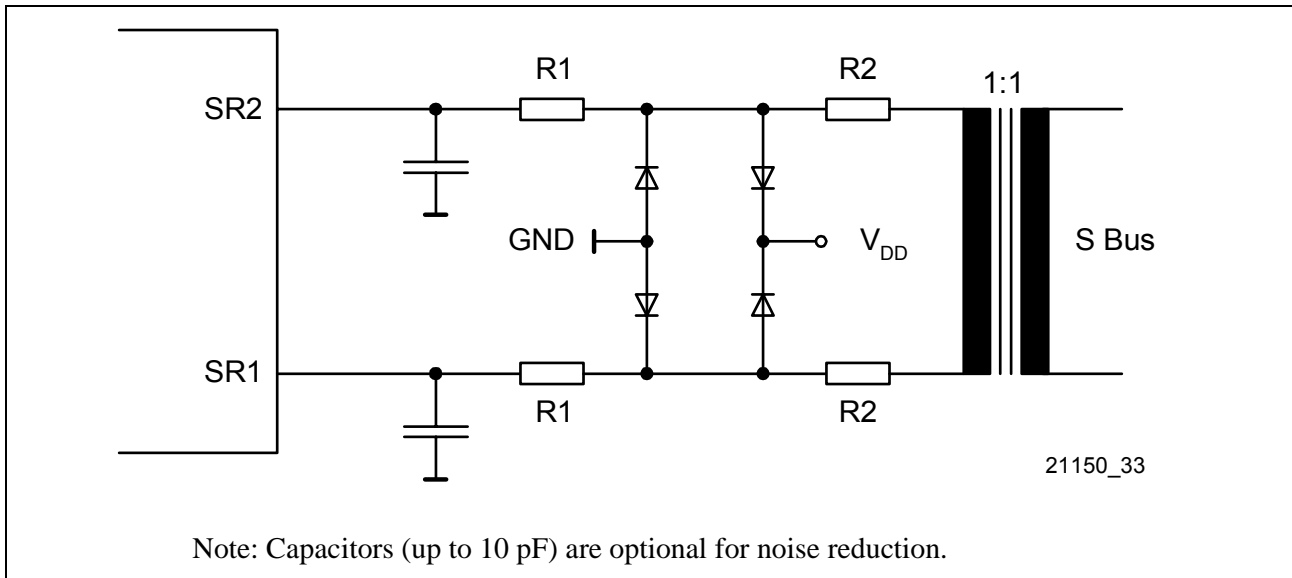 R1
R2
1:1
SR2
GND
VDD
S Bus
SR1
R1
R2
21150_33
Note: Capacitors (up to 10 pF) are optional for noise reduction.